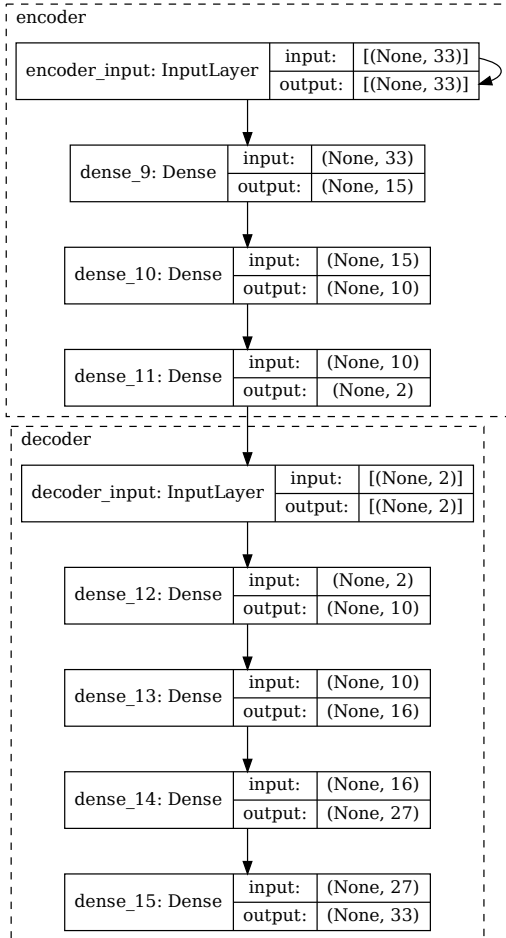 encoder
encoder_input: InputLayer input: [(None, 33)]
output: [(None, 33)]
dense_9: Dense input: (None, 33)
output: (None, 15)
dense_10: Dense input: (None, 15)
output: (None, 10)
dense_11: Dense input: (None, 10)
output: (None, 2)
decoder
decoder_input: InputLayer input: [(None, 2)]
output: [(None, 2)]
dense_12: Dense input: (None, 2)
output: (None, 10)
dense_13: Dense input: (None, 10)
output: (None, 16)
dense_14: Dense input: (None, 16)
output: (None, 27)
dense_15: Dense input: (None, 27)
output: (None, 33)